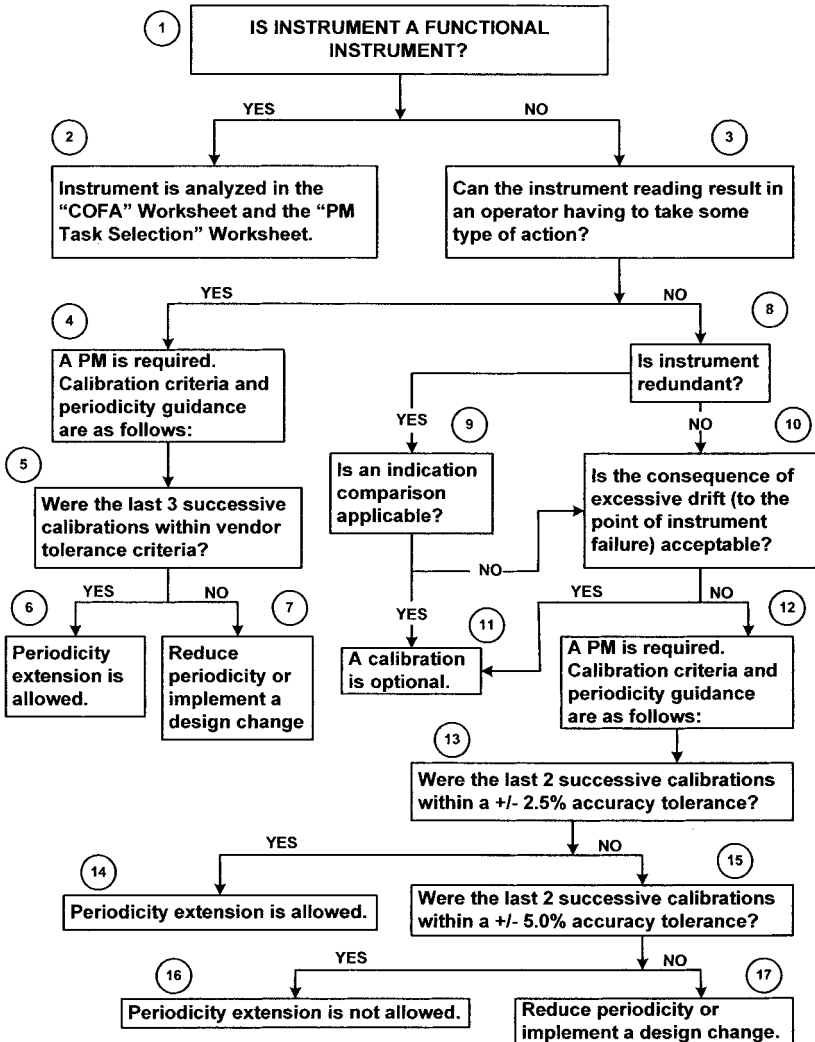 1
IS INSTRUMENT A FUNCTIONAL
INSTRUMENT?
YES
NO
2
3
Instrument is analyzed in the
“COFA” Worksheet and the “PM
Task Selection” Worksheet.
Can the instrument reading result in
an operator having to take some
type of action?
YES
NO
4
8
A PM is required.
Calibration criteria and
periodicity guidance
are as follows:
Is instrument
redundant?
YES
NO
5
9
10
Were the last 3 successive
calibrations within vendor
tolerance criteria?
Is an indication
comparison
applicable?
Is the consequence of
excessive drift (to the
point of instrument
failure) acceptable?
NO
YES
NO
YES
YES
NO
6
7
11
12
Periodicity
extension is
allowed.
Reduce
periodicity or
implement a
design change
A calibration
is optional.
A PM is required.
Calibration criteria and
periodicity guidance
are as follows:
13
Were the last 2 successive calibrations
within a +/- 2.5% accuracy tolerance?
YES
NO
14
15
Periodicity extension is allowed.
Were the last 2 successive calibrations
within a +/- 5.0% accuracy tolerance?
YES
NO
16
17
Periodicity extension is not allowed.
Reduce periodicity or
implement a design change.